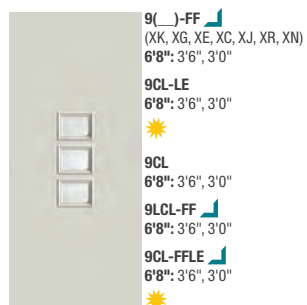 9(__)-FF
(XK, XG, XE, XC, XJ, XR, XN)
6'8": 3'6", 3'0"
9CL-LE
6'8": 3'6", 3'0"
9CL
6'8": 3'6", 3'0"
9LCL-FF
6'8": 3'6", 3'0"
9CL-FFLE
6'8": 3'6", 3'0"